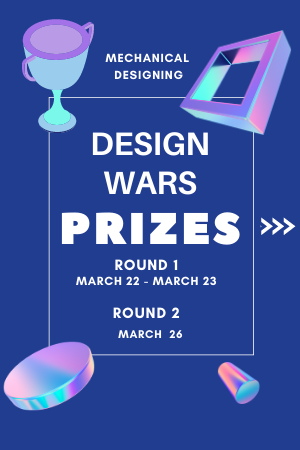 MECHANICAL
DESIGNING
DESIGN
WARS
PRIZES
ROUND 1
MARCH 22 - MARCH 23
ROUND 2
MARCH 26